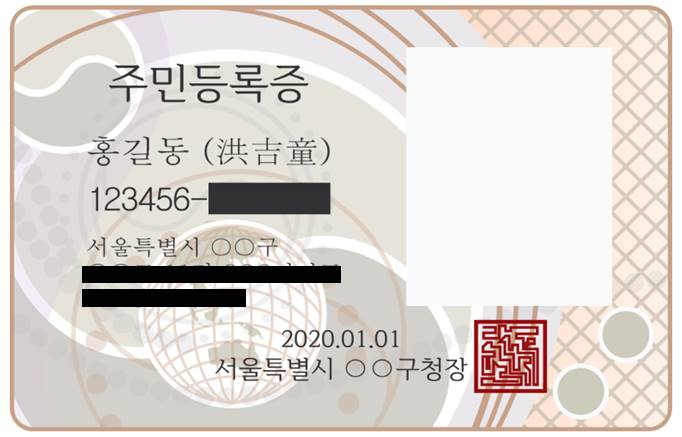 주민등록증
홍길동 (洪吉童)
123456-
서울특별시 ○○구
2020.01.01
서울특별시 ○○구청장